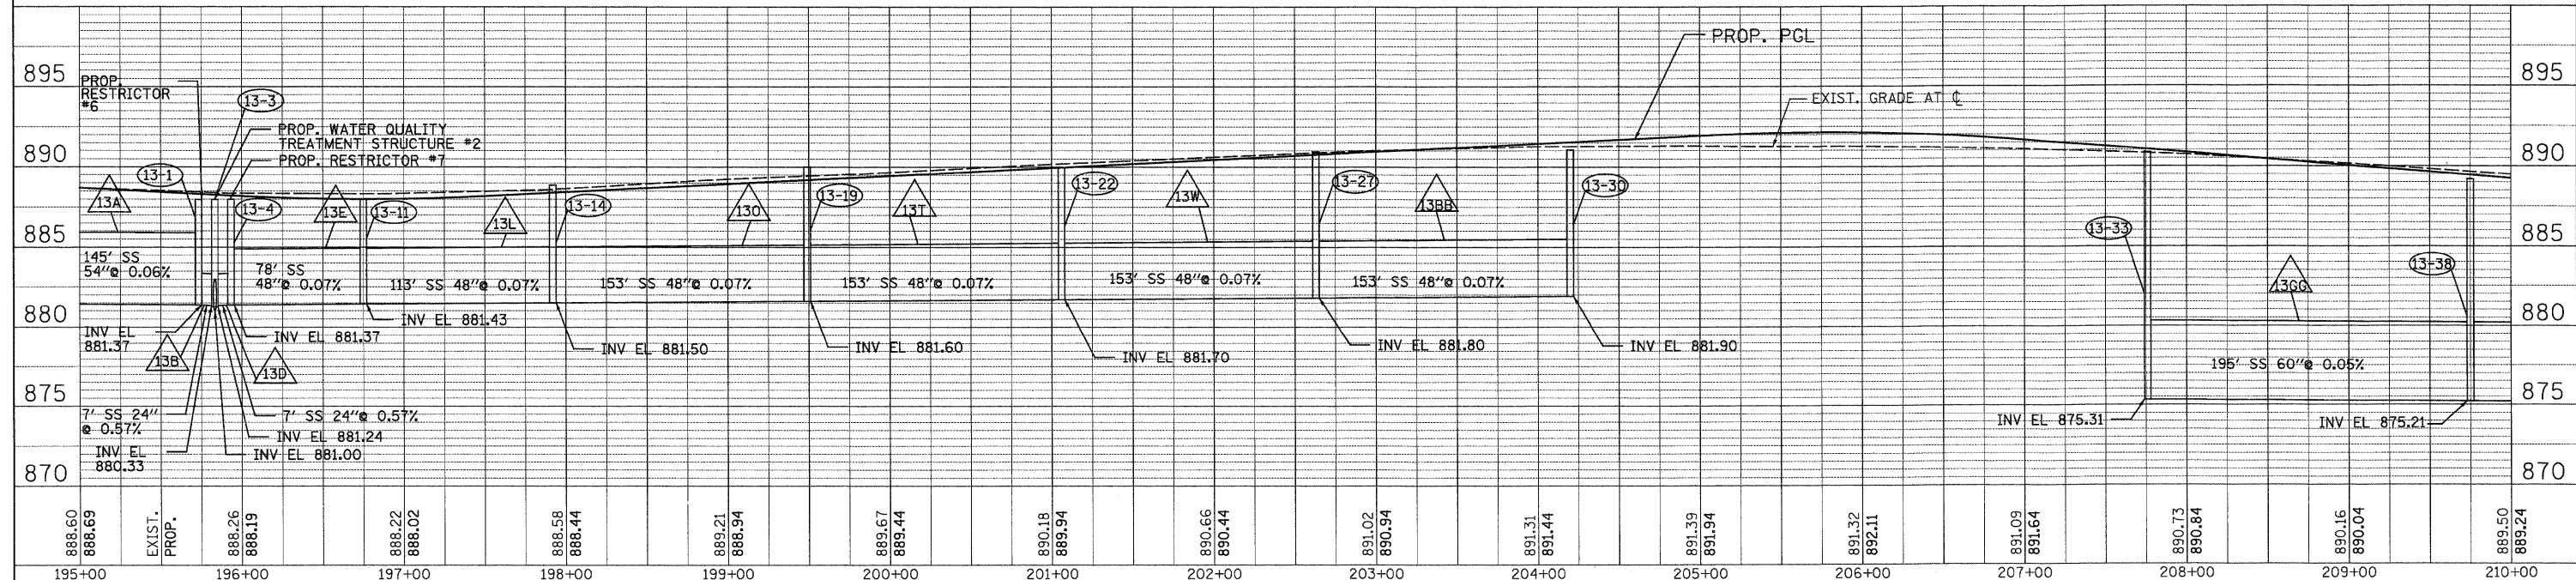 PROP. PGL
895
PROP.
RESTRICTOR
#6
13-3
EXIST. GRADE AT ℄
895
PROP. WATER QUALITY
TREATMENT STRUCTURE #2
PROP. RESTRICTOR #7
890
890
13-1
13A
13-4
13E
13-11
13L
13-14
13O
13-19
13T
13-22
13W
13-27
13BB
13-30
13-33
885
885
145' SS
54"@ 0.06%
78' SS
48"@ 0.07%
113' SS 48"@ 0.07%
153' SS 48"@ 0.07%
153' SS 48"@ 0.07%
153' SS 48"@ 0.07%
153' SS 48"@ 0.07%
13-38
13GG
880
880
INV EL
881.37
INV EL 881.37
INV EL 881.43
INV EL 881.50
INV EL 881.60
INV EL 881.70
INV EL 881.80
INV EL 881.90
13B
13D
195' SS 60"@ 0.05%
875
875
7' SS 24"
@ 0.57%
7' SS 24"@ 0.57%
INV EL 881.24
INV EL 881.00
INV EL
880.33
INV EL 875.31
INV EL 875.21
870
870
888.60
888.69
EXIST.
PROP.
888.26
888.19
888.22
888.02
888.58
888.44
889.21
888.94
889.67
889.44
890.18
889.94
890.66
890.44
891.02
890.94
891.31
891.44
891.39
891.94
891.32
892.11
891.09
891.64
890.73
890.84
890.16
890.04
889.50
889.24
195+00 196+00 197+00 198+00 199+00 200+00 201+00 202+00 203+00 204+00 205+00 206+00 207+00 208+00 209+00 210+00